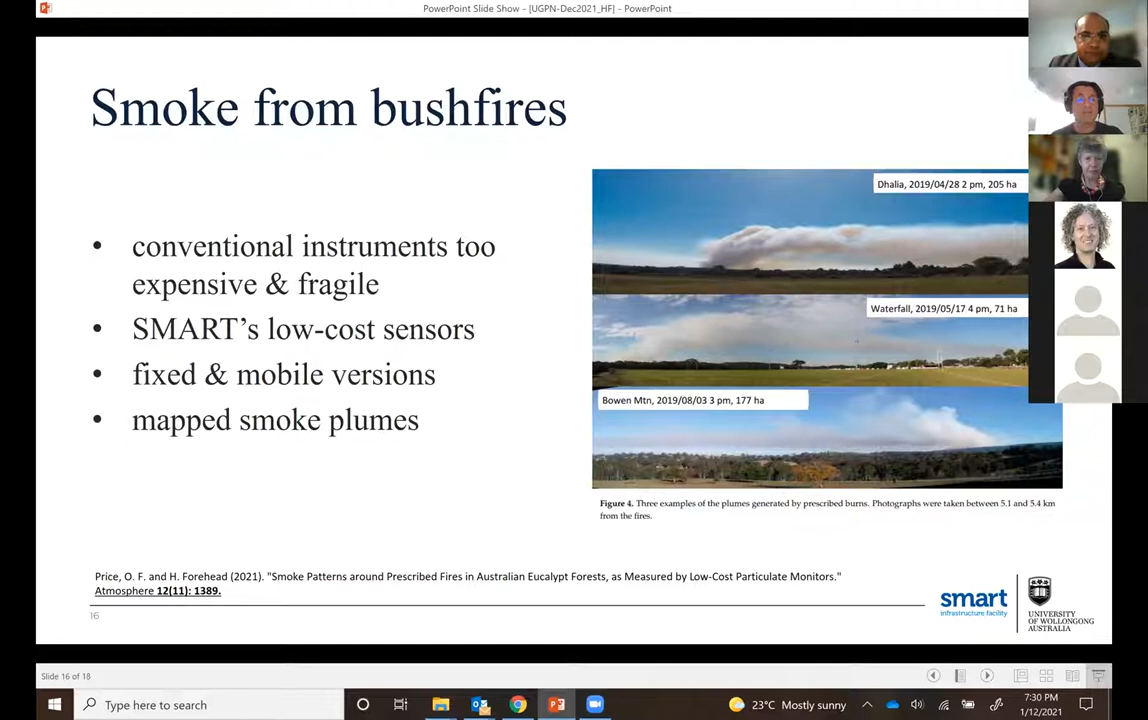 PowerPoint Slide Show - [UGPN-Dec2021_HF] - PowerPoint
Smoke from bushfires
• conventional instruments too
expensive & fragile
• SMART's low-cost sensors
• fixed & mobile versions
• mapped smoke plumes
Dhalia, 2019/04/28 2 pm, 205 ha
Waterfall, 2019/05/17 4 pm, 71 ha
Bowen Mtn, 2019/08/03 3 pm, 177 ha
Figure 4. Three examples of the plumes generated by prescribed burns. Photographs were taken between 5.1 and 5.4 km
from the fires.
Price, O. F. and H. Forehead (2021). "Smoke Patterns around Prescribed Fires in Australian Eucalypt Forests, as Measured by Low-Cost Particulate Monitors."
Atmosphere 12(11): 1389.
16
smart
infrastructure facility
UNIVERSITY
OF WOLLONGONG
AUSTRALIA
Slide 16 of 18
Type here to search
23°C Mostly sunny
7:30 PM
1/12/2021